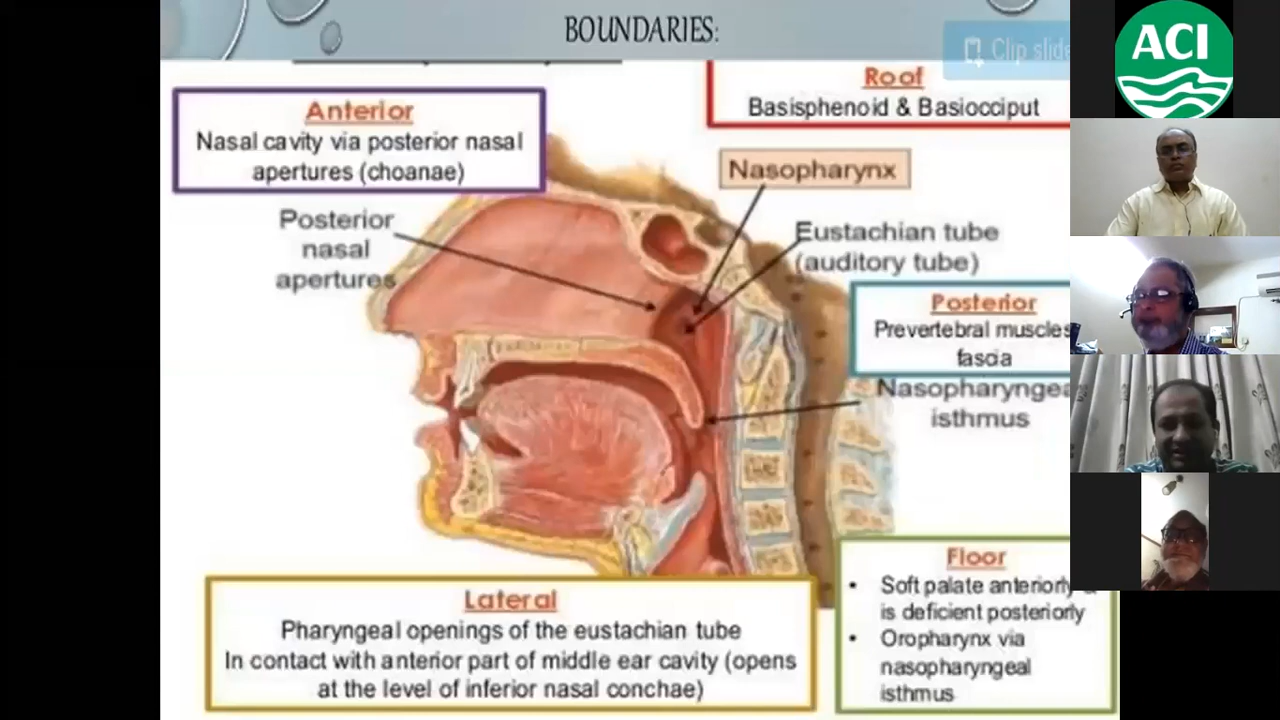 BOUNDARIES:
Clip slide
ACI
Anterior
Nasal cavity via posterior nasal
apertures (choanae)
Roof
Basisphenoid & Basiocciput
Nasopharynx
Posterior
nasal
apertures
Eustachian tube
(auditory tube)
Posterior
Prevertebral muscles
fascia
Nasopharyngea
isthmus
Lateral
Pharyngeal openings of the eustachian tube
In contact with anterior part of middle ear cavity (opens
at the level of inferior nasal conchae)
Floor
• Soft palate anteriorly &
is deficient posteriorly
• Oropharynx via
nasopharyngeal
isthmus